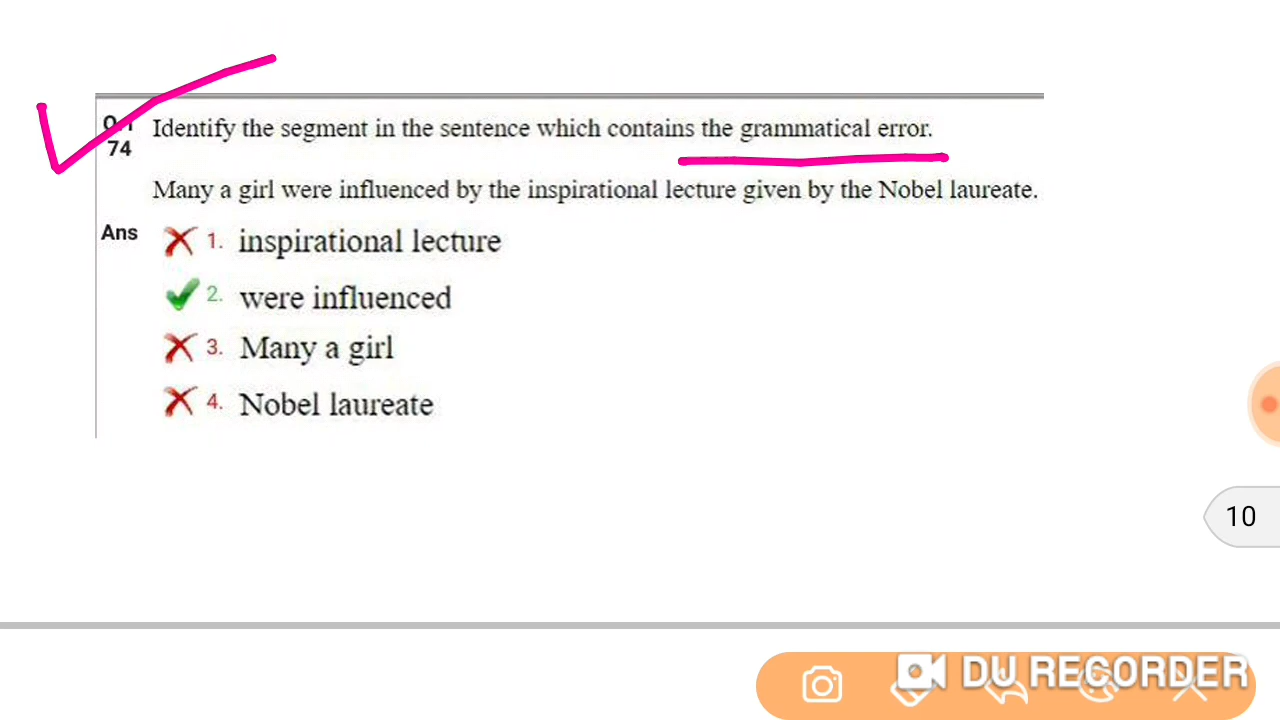 Identify the segment in the sentence which contains the grammatical error.
74
Many a girl were influenced by the inspirational lecture given by the Nobel laureate.
Ans
1. inspirational lecture
2. were influenced
3. Many a girl
4. Nobel laureate
10
DU RECORDER